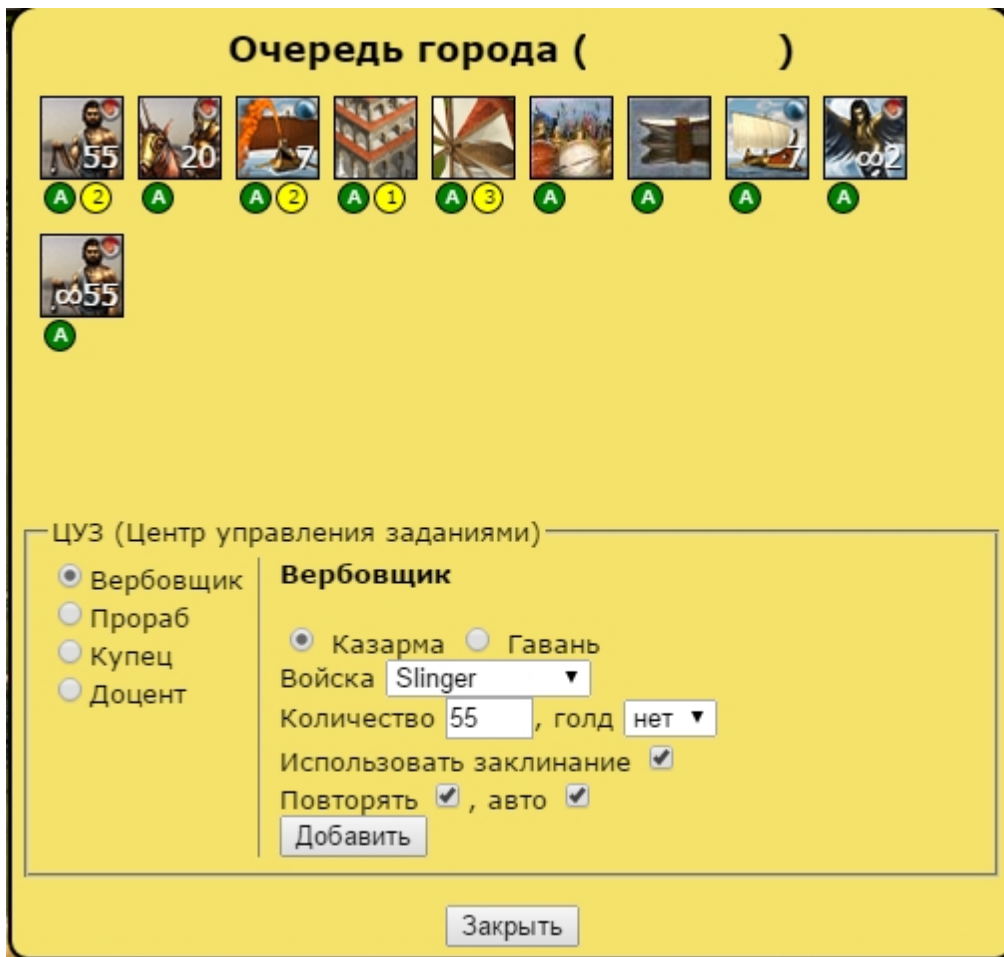 Очередь города ( )
55 20 7 7 ∞2
A 2 A A 2 A 1 A 3 A A A A
∞55
A
ЦУЗ (Центр управления заданиями)
Вербовщик
Прораб
Купец
Доцент
Вербовщик
Казарма Гавань
Войска Slinger
Количество 55 , голд нет
Использовать заклинание
Повторять , авто
Добавить
Закрыть